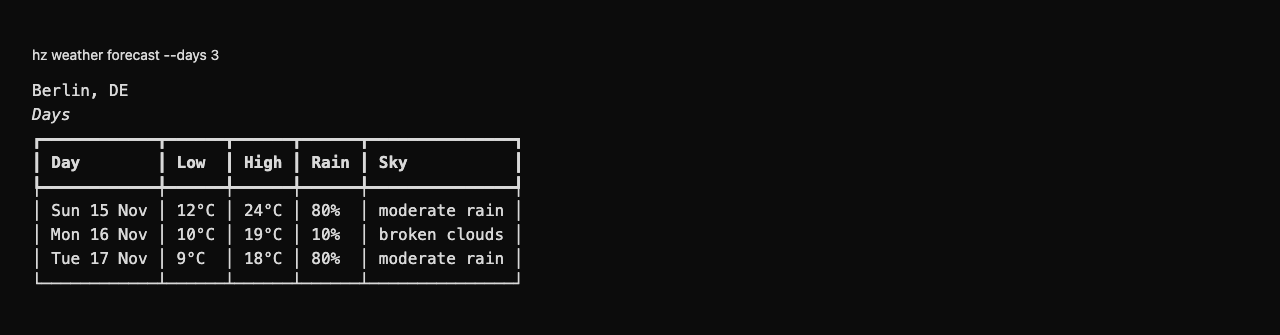 hz weather forecast --days 3
Berlin, DE
Days
Day Low High Rain Sky
Sun 15 Nov 12°C 24°C 80% moderate rain
Mon 16 Nov 10°C 19°C 10% broken clouds
Tue 17 Nov 9°C 18°C 80% moderate rain